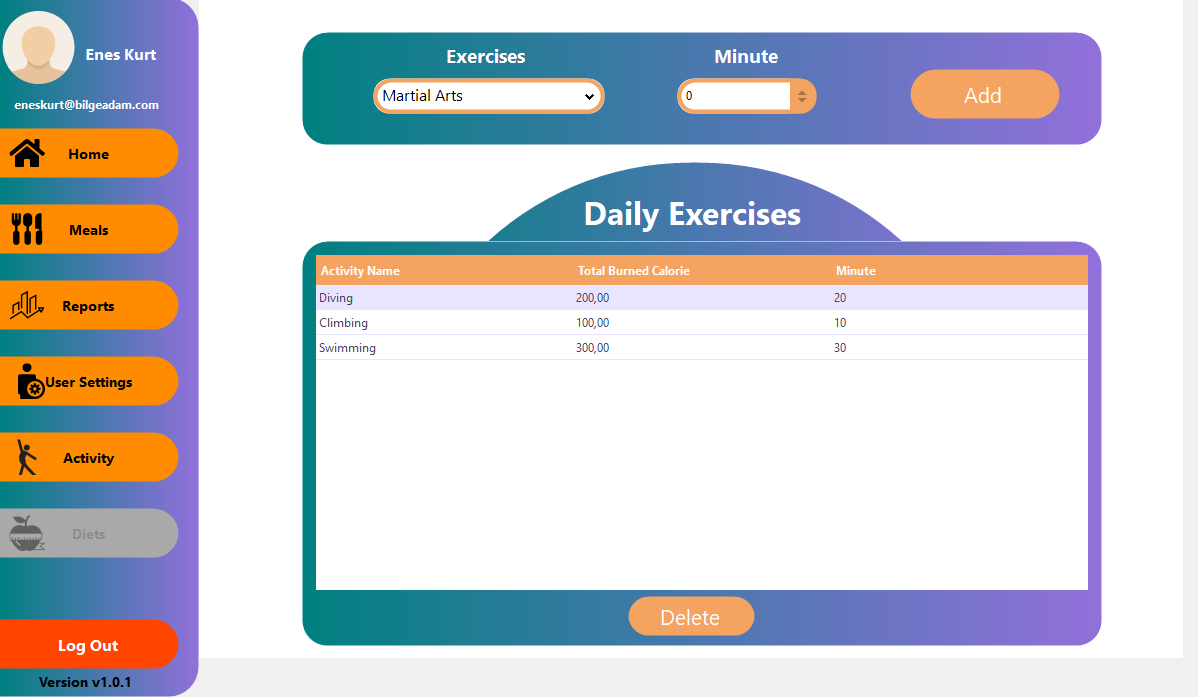 Enes Kurt
eneskurt@bilgeadam.com
Home
Meals
Reports
User Settings
Activity
Diets
Log Out
Version v1.0.1
Exercises Minute
Martial Arts 0 Add
Daily Exercises
Activity Name Total Burned Calorie Minute
Diving 200,00 20
Climbing 100,00 10
Swimming 300,00 30
Delete